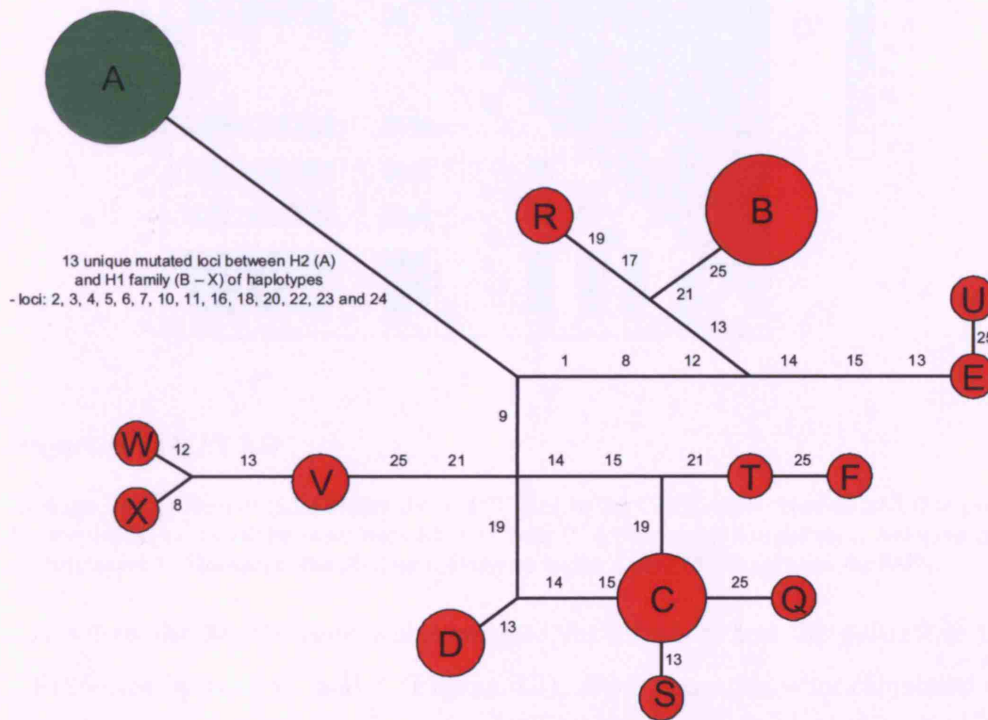 A
R
19
17
B
25
21
13
13 unique mutated loci between H2 (A)
and H1 family (B – X) of haplotypes
- loci: 2, 3, 4, 5, 6, 7, 10, 11, 16, 18, 20, 22, 23 and 24
U
25
1 8 12 14 15 13
E
9
W
12
13
V
25 21
14 15 21
T
25
F
X
8
19
19
14 15
C
25
Q
D
13
13
S